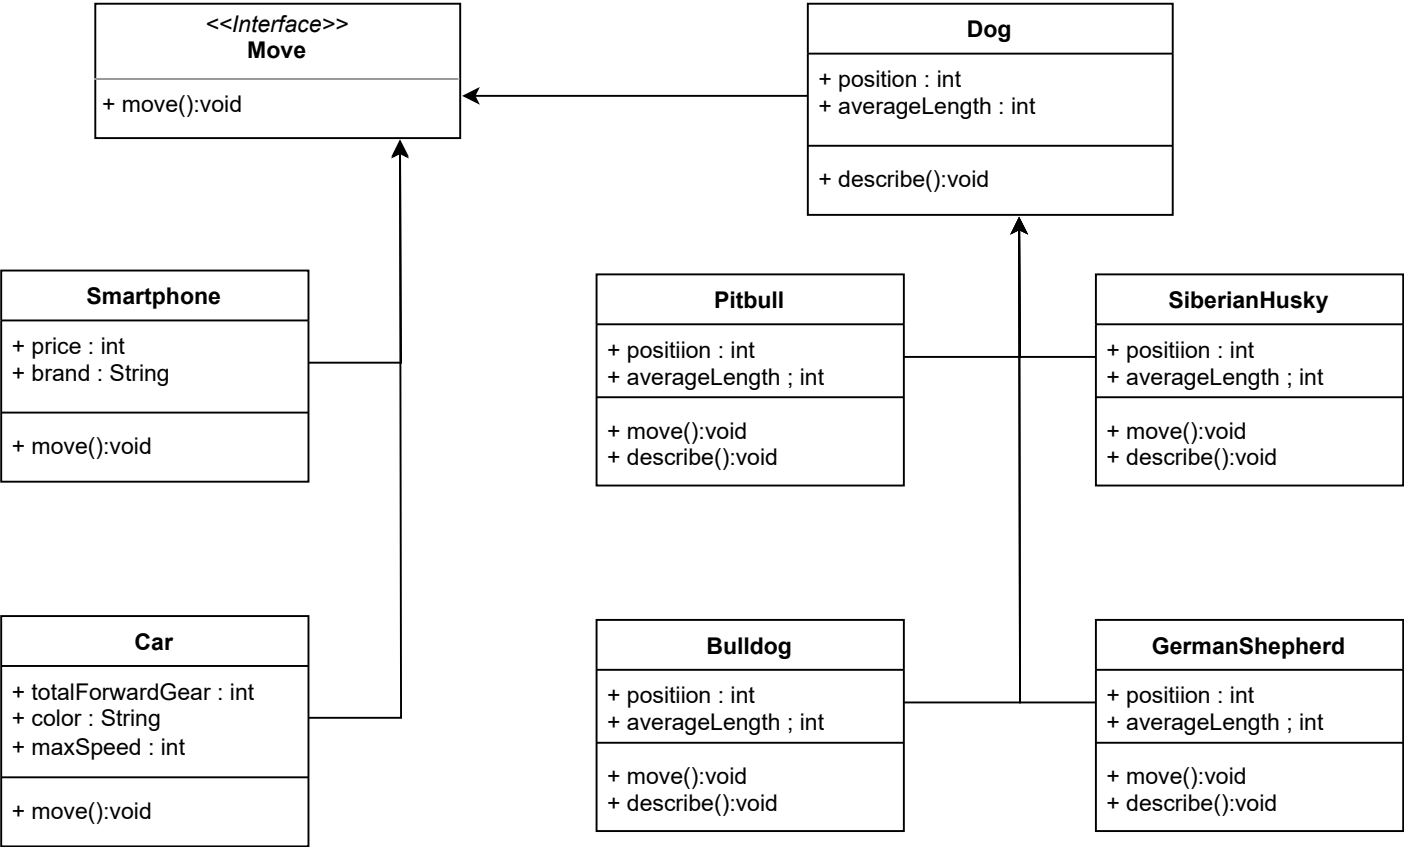 <<Interface>>
Move
+ move():void
Dog
+ position : int
+ averageLength : int
+ describe():void
Smartphone
+ price : int
+ brand : String
+ move():void
Pitbull
+ positiion : int
+ averageLength ; int
+ move():void
+ describe():void
SiberianHusky
+ positiion : int
+ averageLength ; int
+ move():void
+ describe():void
Car
+ totalForwardGear : int
+ color : String
+ maxSpeed : int
+ move():void
Bulldog
+ positiion : int
+ averageLength ; int
+ move():void
+ describe():void
GermanShepherd
+ positiion : int
+ averageLength ; int
+ move():void
+ describe():void